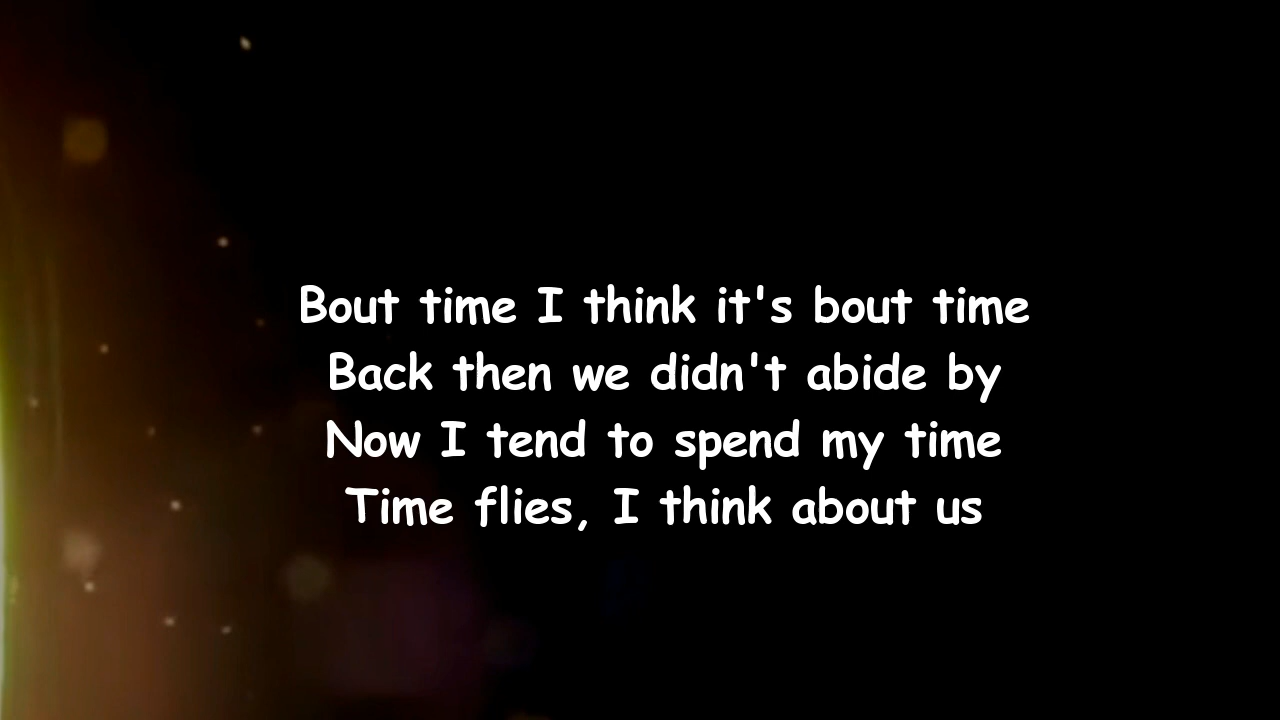 Bout time I think it's bout time
Back then we didn't abide by
Now I tend to spend my time
Time flies, I think about us